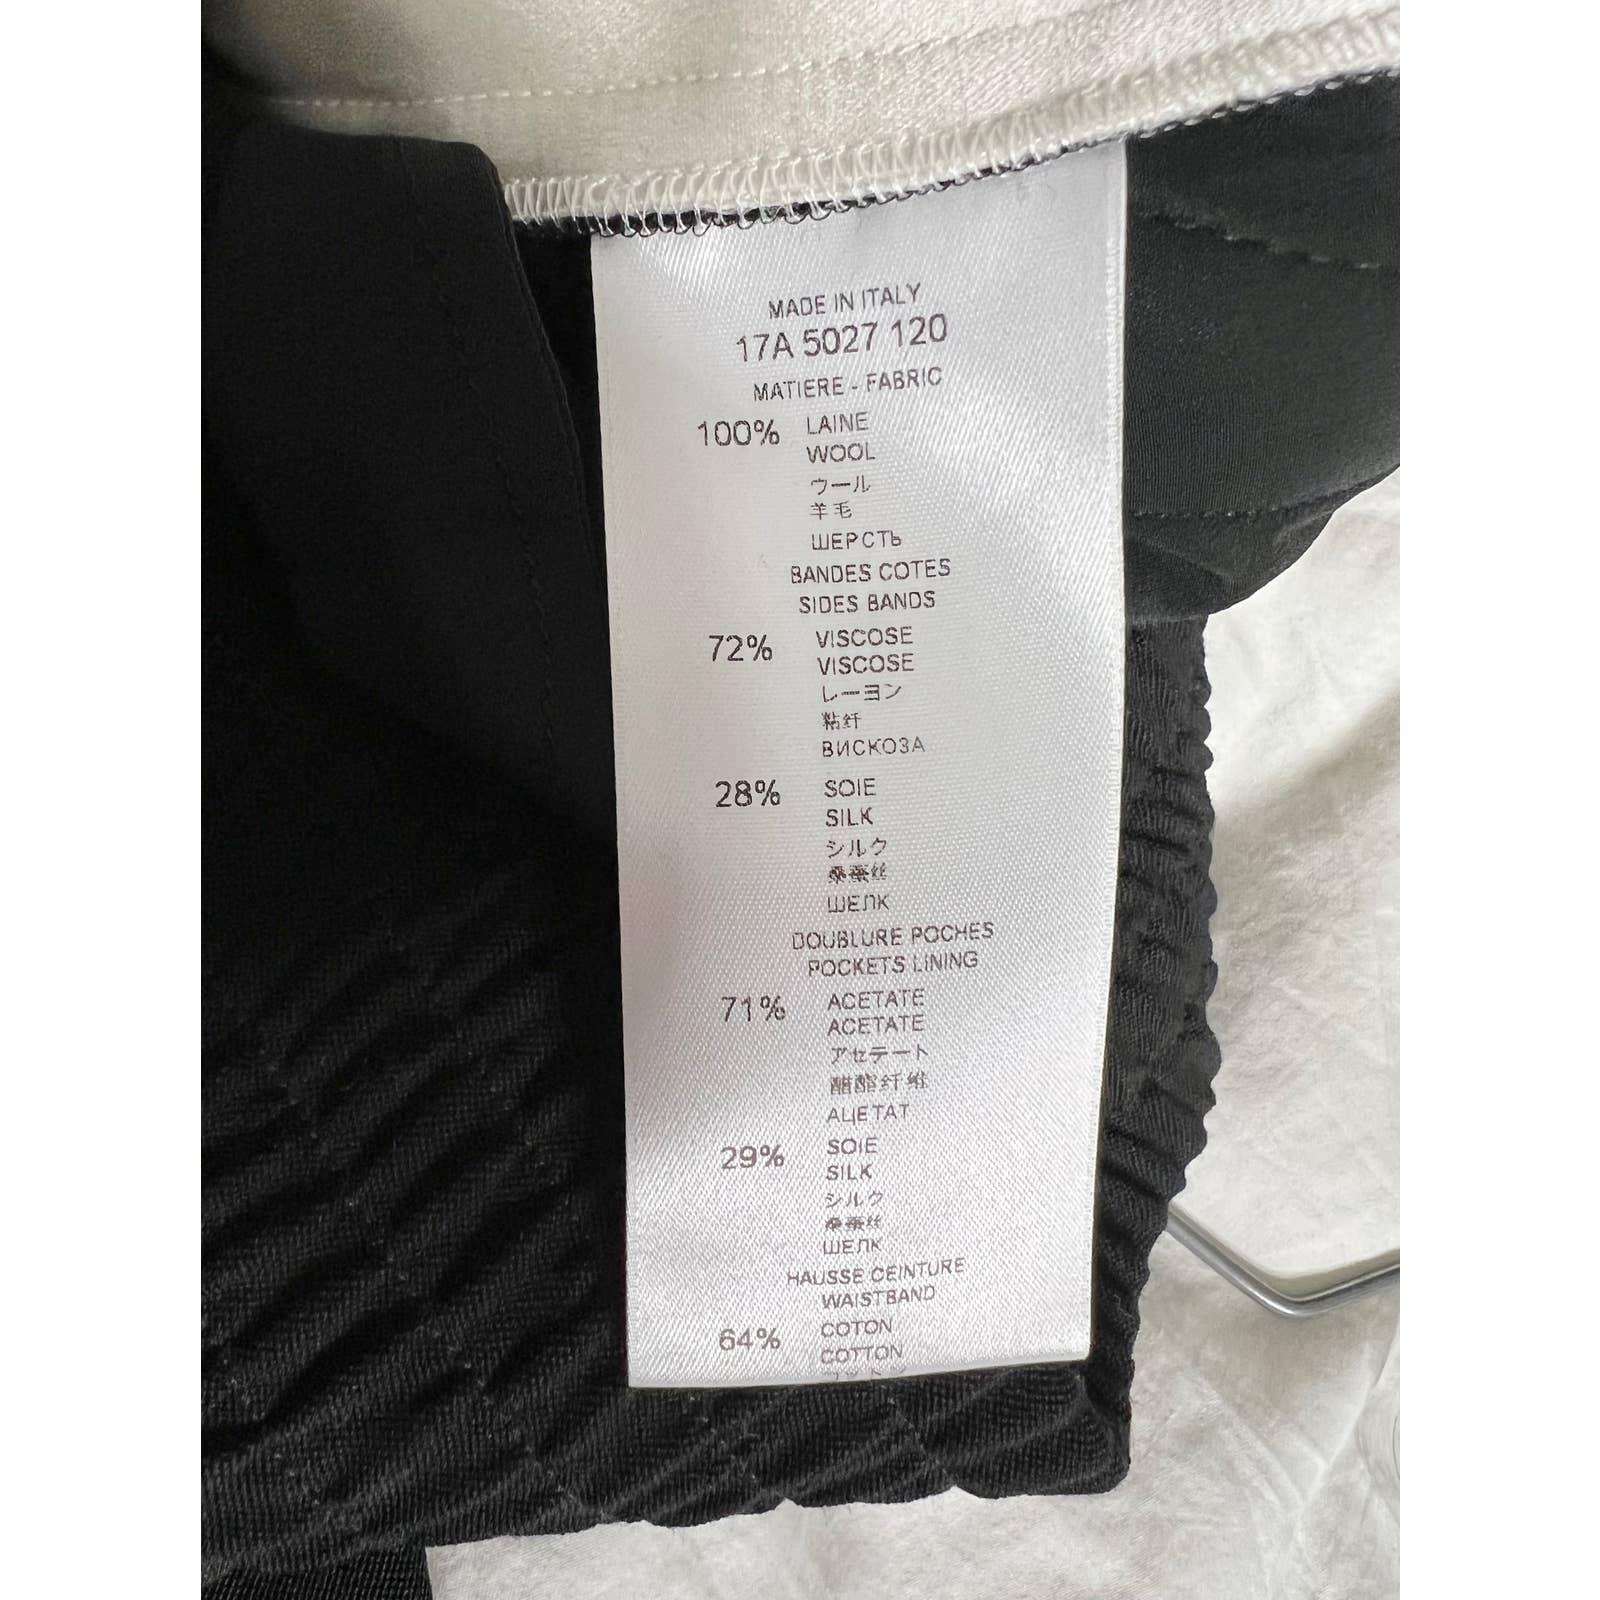 MADE IN ITALY
17A 5027 120
MATIERE - FABRIC
100% LAINE
WOOL
ウール
羊毛
ШЕРСТЬ
BANDES COTES
SIDES BANDS
72% VISCOSE
VISCOSE
レーヨン
粘纤
ВИСКОЗА
28% SOIE
SILK
シルク
桑蚕丝
ШЕЛК
DOUBLURE POCHES
POCKETS LINING
71% ACETATE
ACETATE
アセテート
醋酯纤维
АЦЕТАТ
29% SOIE
SILK
シルク
桑蚕丝
ШЕЛК
HAUSSE CEINTURE
WAISTBAND
64% COTON
COTTON